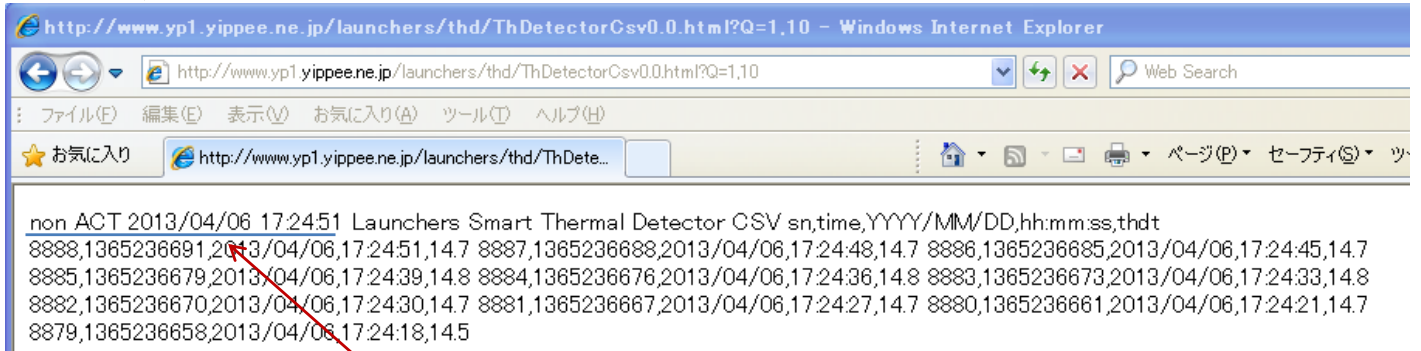 http://www.yp1.yippee.ne.jp/launchers/thd/ThDetectorCsv0.0.html?Q=1,10 - Windows Internet Explorer
http://www.yp1.yippee.ne.jp/launchers/thd/ThDetectorCsv0.0.html?Q=1,10 Web Search
ファイル(F) 編集(E) 表示(V) お気に入り(A) ツール(T) ヘルプ(H)
お気に入り http://www.yp1.yippee.ne.jp/launchers/thd/ThDete... ページ(P) セーフティ(S) ツ
non ACT 2013/04/06 17:24:51 Launchers Smart Thermal Detector CSV sn,time,YYYY/MM/DD,hh:mm:ss,thdt
8888,1365236691,2013/04/06,17:24:51,14.7 8887,1365236688,2013/04/06,17:24:48,14.7 8886,1365236685,2013/04/06,17:24:45,14.7
8885,1365236679,2013/04/06,17:24:39,14.8 8884,1365236676,2013/04/06,17:24:36,14.8 8883,1365236673,2013/04/06,17:24:33,14.8
8882,1365236670,2013/04/06,17:24:30,14.7 8881,1365236667,2013/04/06,17:24:27,14.7 8880,1365236661,2013/04/06,17:24:21,14.7
8879,1365236658,2013/04/06,17:24:18,14.5